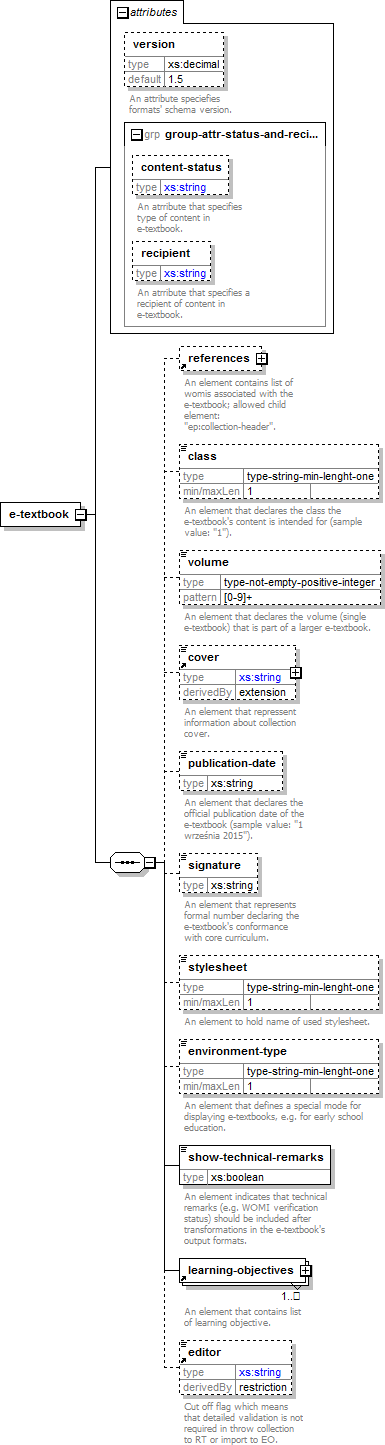 attributes
version
type xs:decimal
default 1.5
An attribute speciefies
formats' schema version.
grp group-attr-status-and-reci...
content-status
type xs:string
An atrribute that specifies
type of content in
e-textbook.
recipient
type xs:string
An atrribute that specifies a
recipient of content in
e-textbook.
references
An element contains list of
womis associated with the
e-textbook; allowed child
element:
"ep:collection-header".
class
type type-string-min-lenght-one
min/maxLen 1
An element that declares the class the
e-textbook's content is intended for (sample
value: "1").
e-textbook
volume
type type-not-empty-positive-integer
pattern [0-9]+
An element that declares the volume (single
e-textbook) that is part of a larger e-textbook.
cover
type xs:string
derivedBy extension
An element that repressent
information about collection
cover.
publication-date
type xs:string
An element that declares the
official publication date of the
e-textbook (sample value: "1
września 2015").
signature
type xs:string
An element that represents
formal number declaring the
e-textbook's conformance
with core curriculum.
stylesheet
type type-string-min-lenght-one
min/maxLen 1
An element to hold name of used stylesheet.
environment-type
type type-string-min-lenght-one
min/maxLen 1
An element that defines a special mode for
displaying e-textbooks, e.g. for early school
education.
show-technical-remarks
type xs:boolean
An element indicates that technical
remarks (e.g. WOMI verification
status) should be included after
transformations in the e-textbook's
output formats.
learning-objectives
1..□
An element that contains list
of learning objective.
editor
type xs:string
derivedBy restriction
Cut off flag which means
that detailed validation is not
required in throw collection
to RT or import to EO.